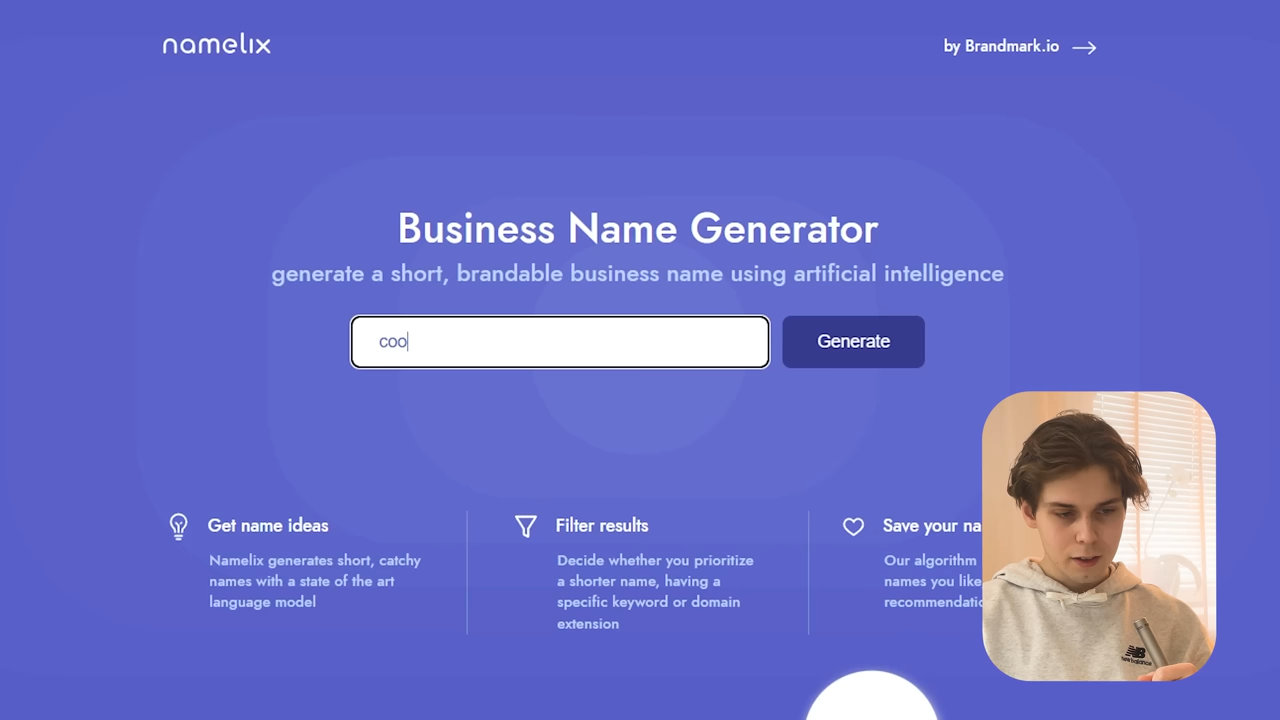 namelix
by Brandmark.io
Business Name Generator
generate a short, brandable business name using artificial intelligence
coo
Generate
Get name ideas
Namelix generates short, catchy
names with a state of the art
language model
Filter results
Decide whether you prioritize
a shorter name, having a
specific keyword or domain
extension
Save your
Our algorithm
names you like
new balance